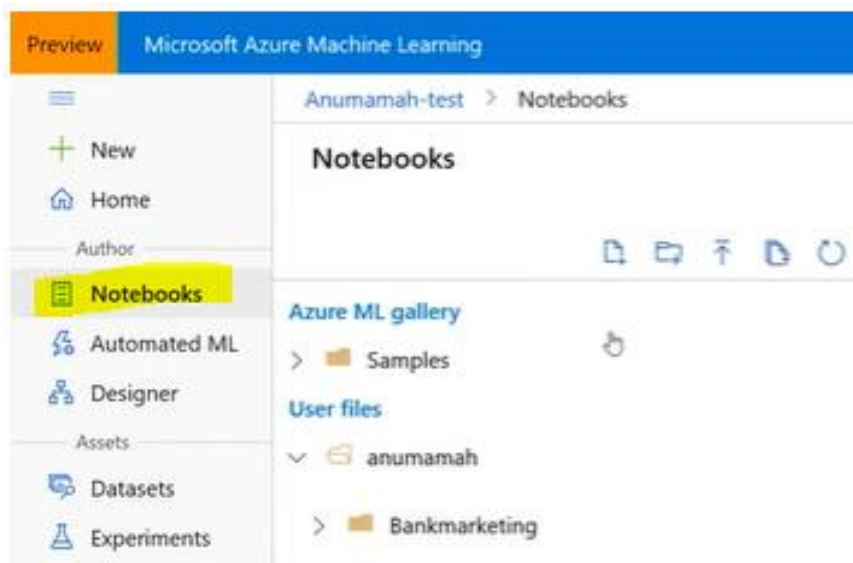 Preview
Microsoft Azure Machine Learning
New
Home
Author
Notebooks
Automated ML
Designer
Assets
Datasets
Experiments
Anumamah-test > Notebooks
Notebooks
Azure ML gallery
Samples
User files
anumamah
Bankmarketing